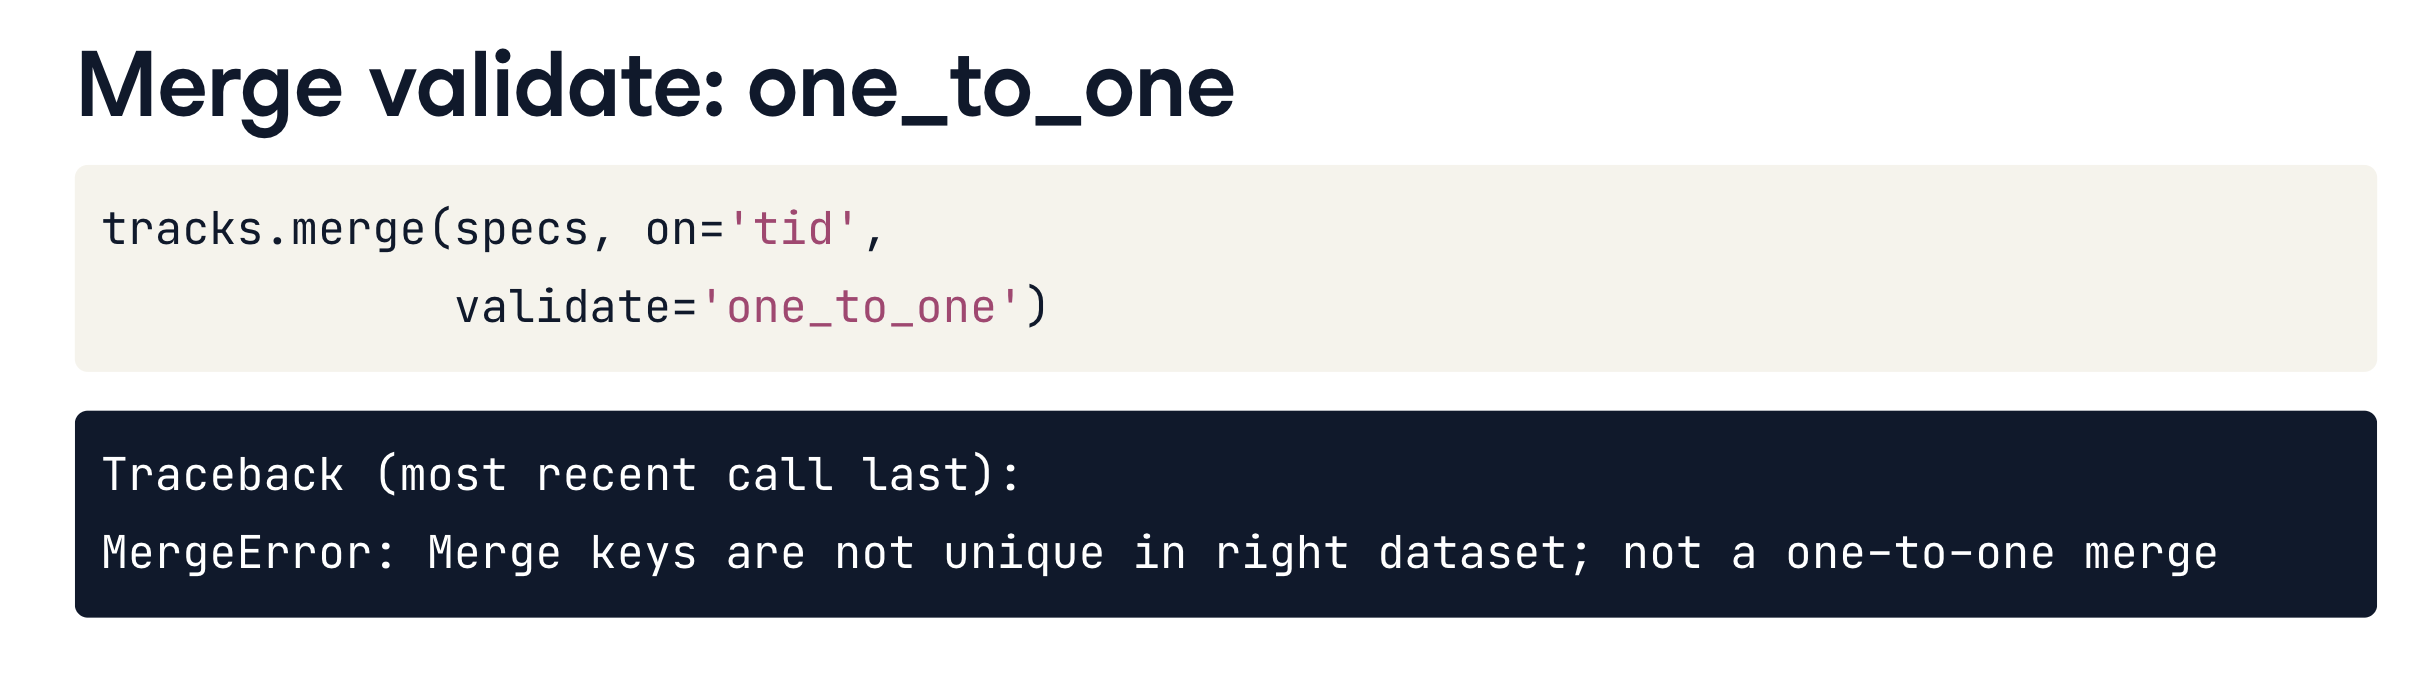 Merge validate: one_to_one
tracks.merge(specs, on='tid',
             validate='one_to_one')
Traceback (most recent call last):
MergeError: Merge keys are not unique in right dataset; not a one-to-one merge